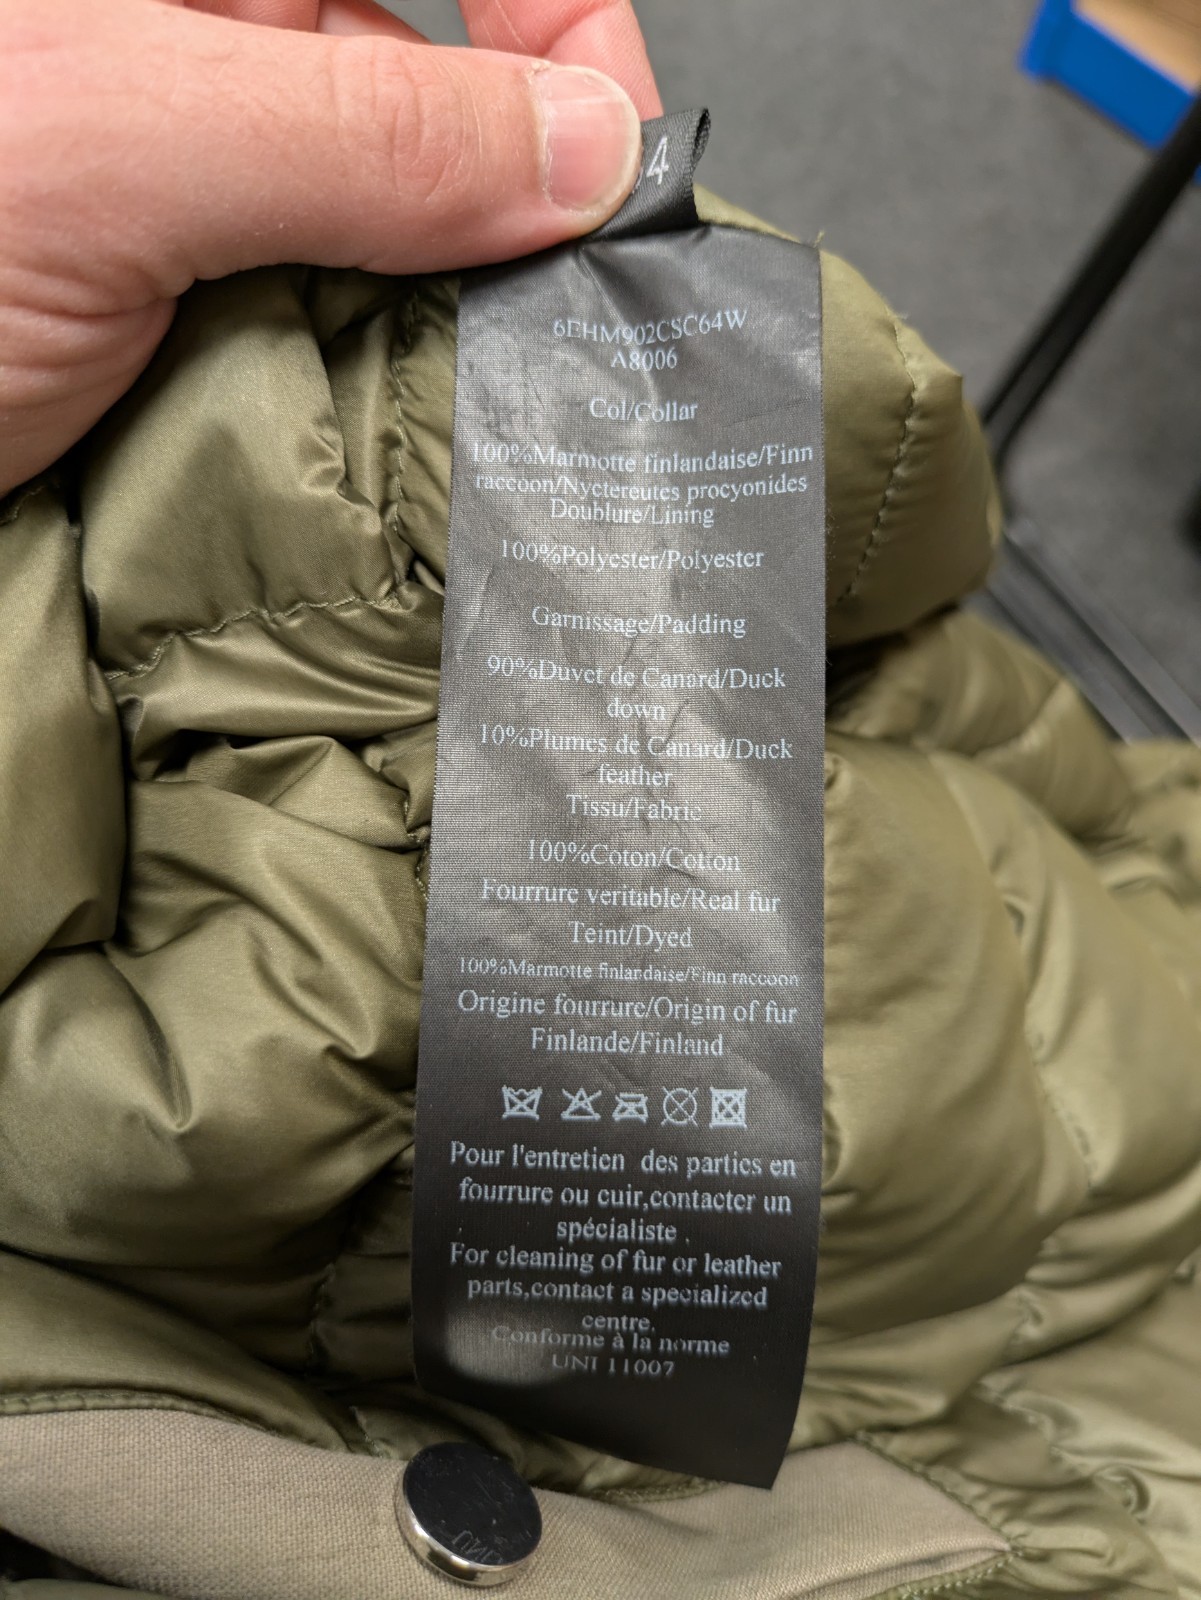 4
6EHM902CSC64W
A8006
Col/Collar
100%Marmotte finlandaise/Finn
raccoon/Nyctereutes procyonides
Doublure/Lining
100%Polyester/Polyester
Garnissage/Padding
90%Duvet de Canard/Duck
down
10%Plumes de Canard/Duck
feather
Tissu/Fabric
100%Coton/Cotton
Fourrure veritable/Real fur
Teint/Dyed
100%Marmotte finlandaise/Finn raccoon
Origine fourrure/Origin of fur
Finlande/Finland
Pour l'entretien des parties en
fourrure ou cuir,contacter un
spécialiste .
For cleaning of fur or leather
parts,contact a specialized
centre.
Conforme à la norme
UNI 11007